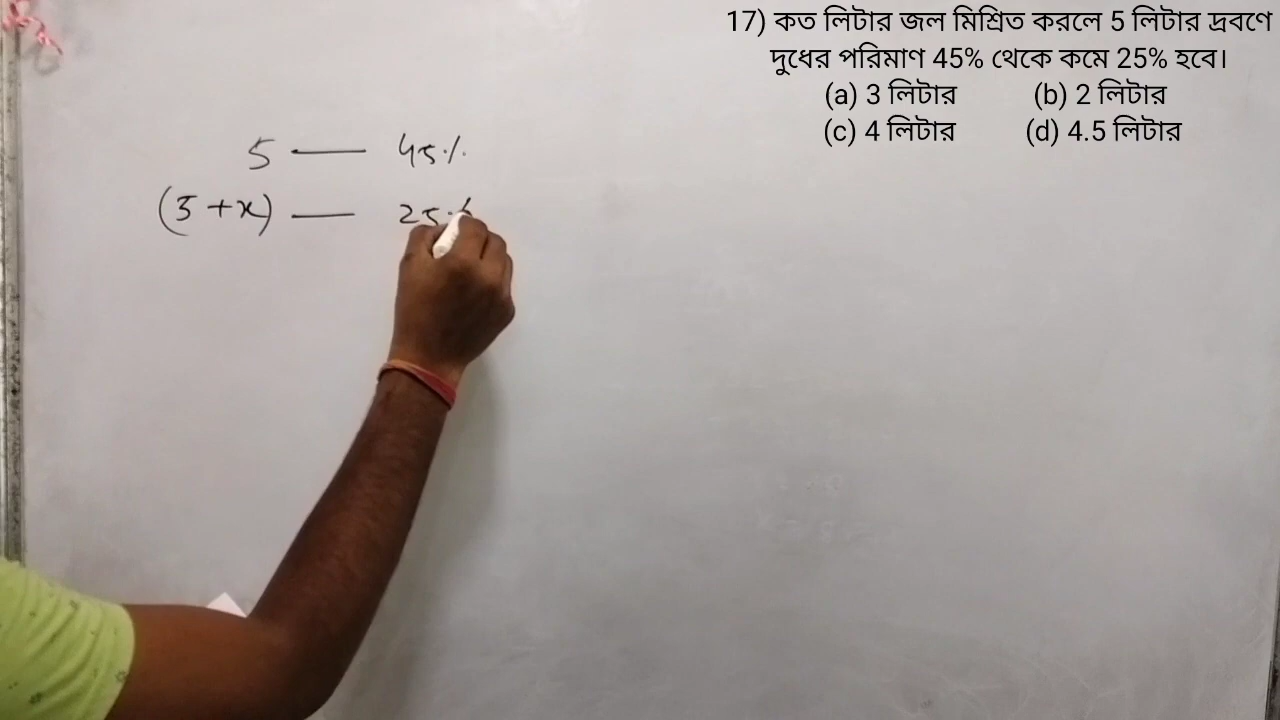 17) কত লিটার জল মিশ্রিত করলে 5 লিটার দ্রবণে
দুধের পরিমাণ 45% থেকে কমে 25% হবে।
(a) 3 লিটার (b) 2 লিটার
(c) 4 লিটার (d) 4.5 লিটার
5 — 45%
(5+x) — 25%